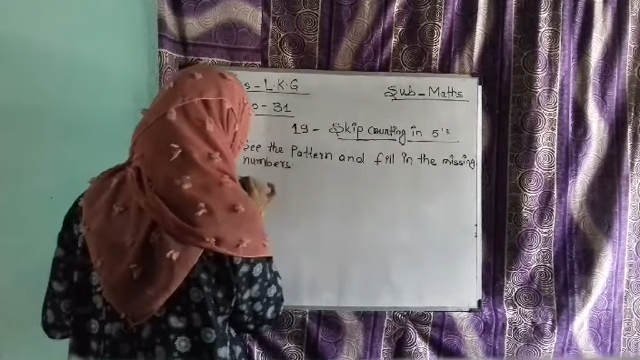 s - L.K.G
Sub - Maths
o - 31
19 - Skip counting in 5's
see the Pattern and fill in the missing
numbers